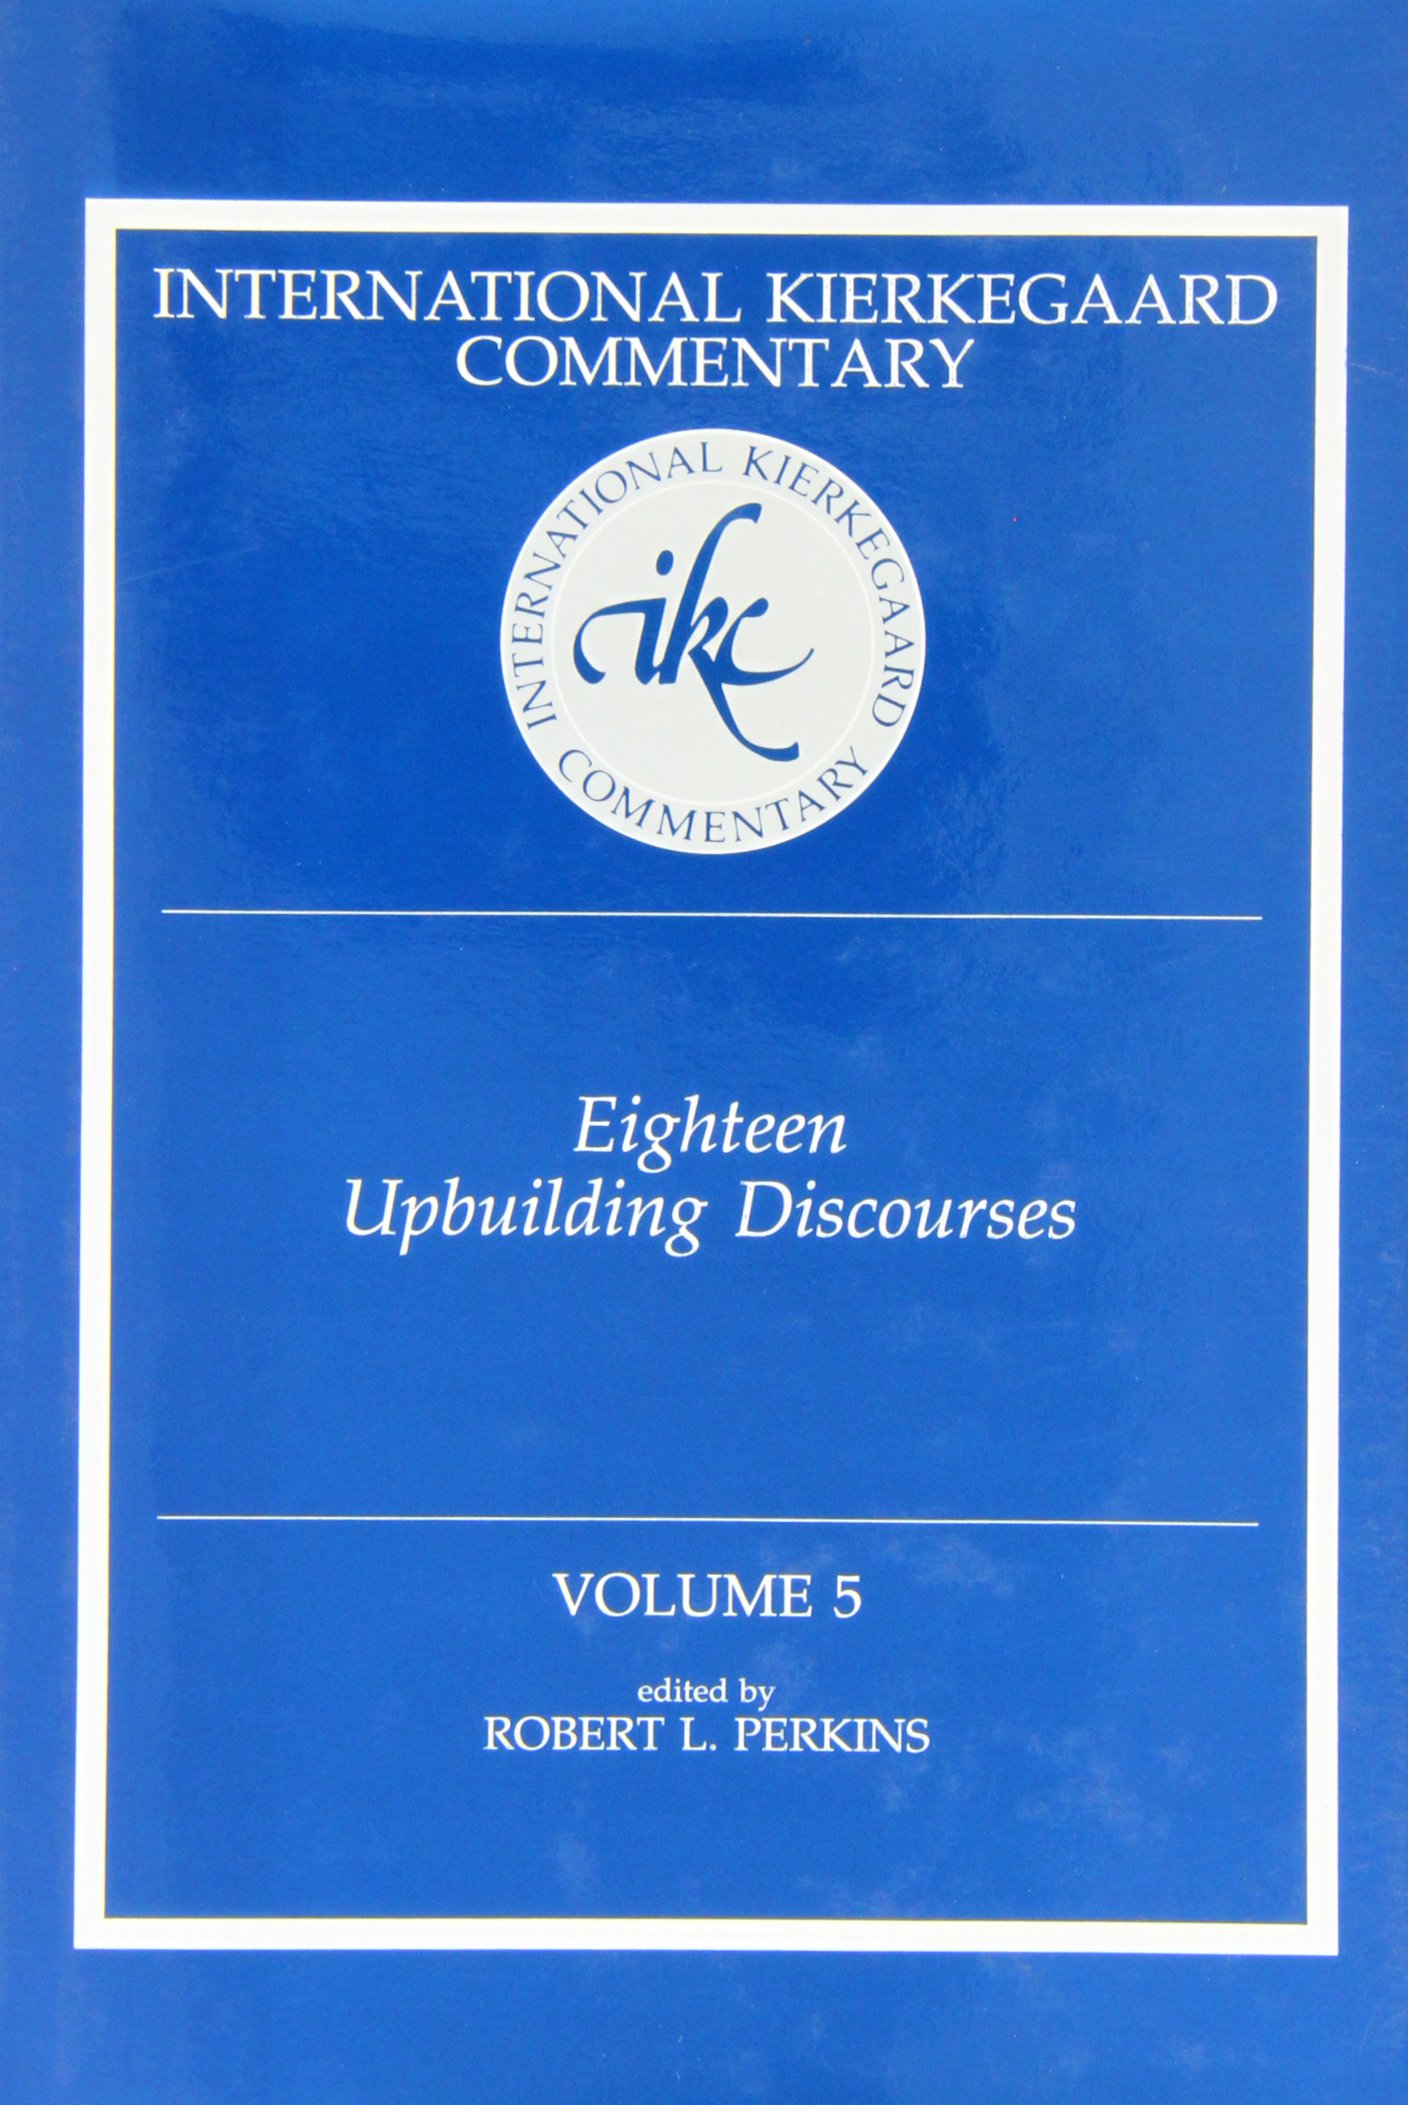 INTERNATIONAL KIERKEGAARD
COMMENTARY
INTERNATIONAL KIERKEGAARD
ikc
COMMENTARY
Eighteen
Upbuilding Discourses
VOLUME 5
edited by
ROBERT L. PERKINS